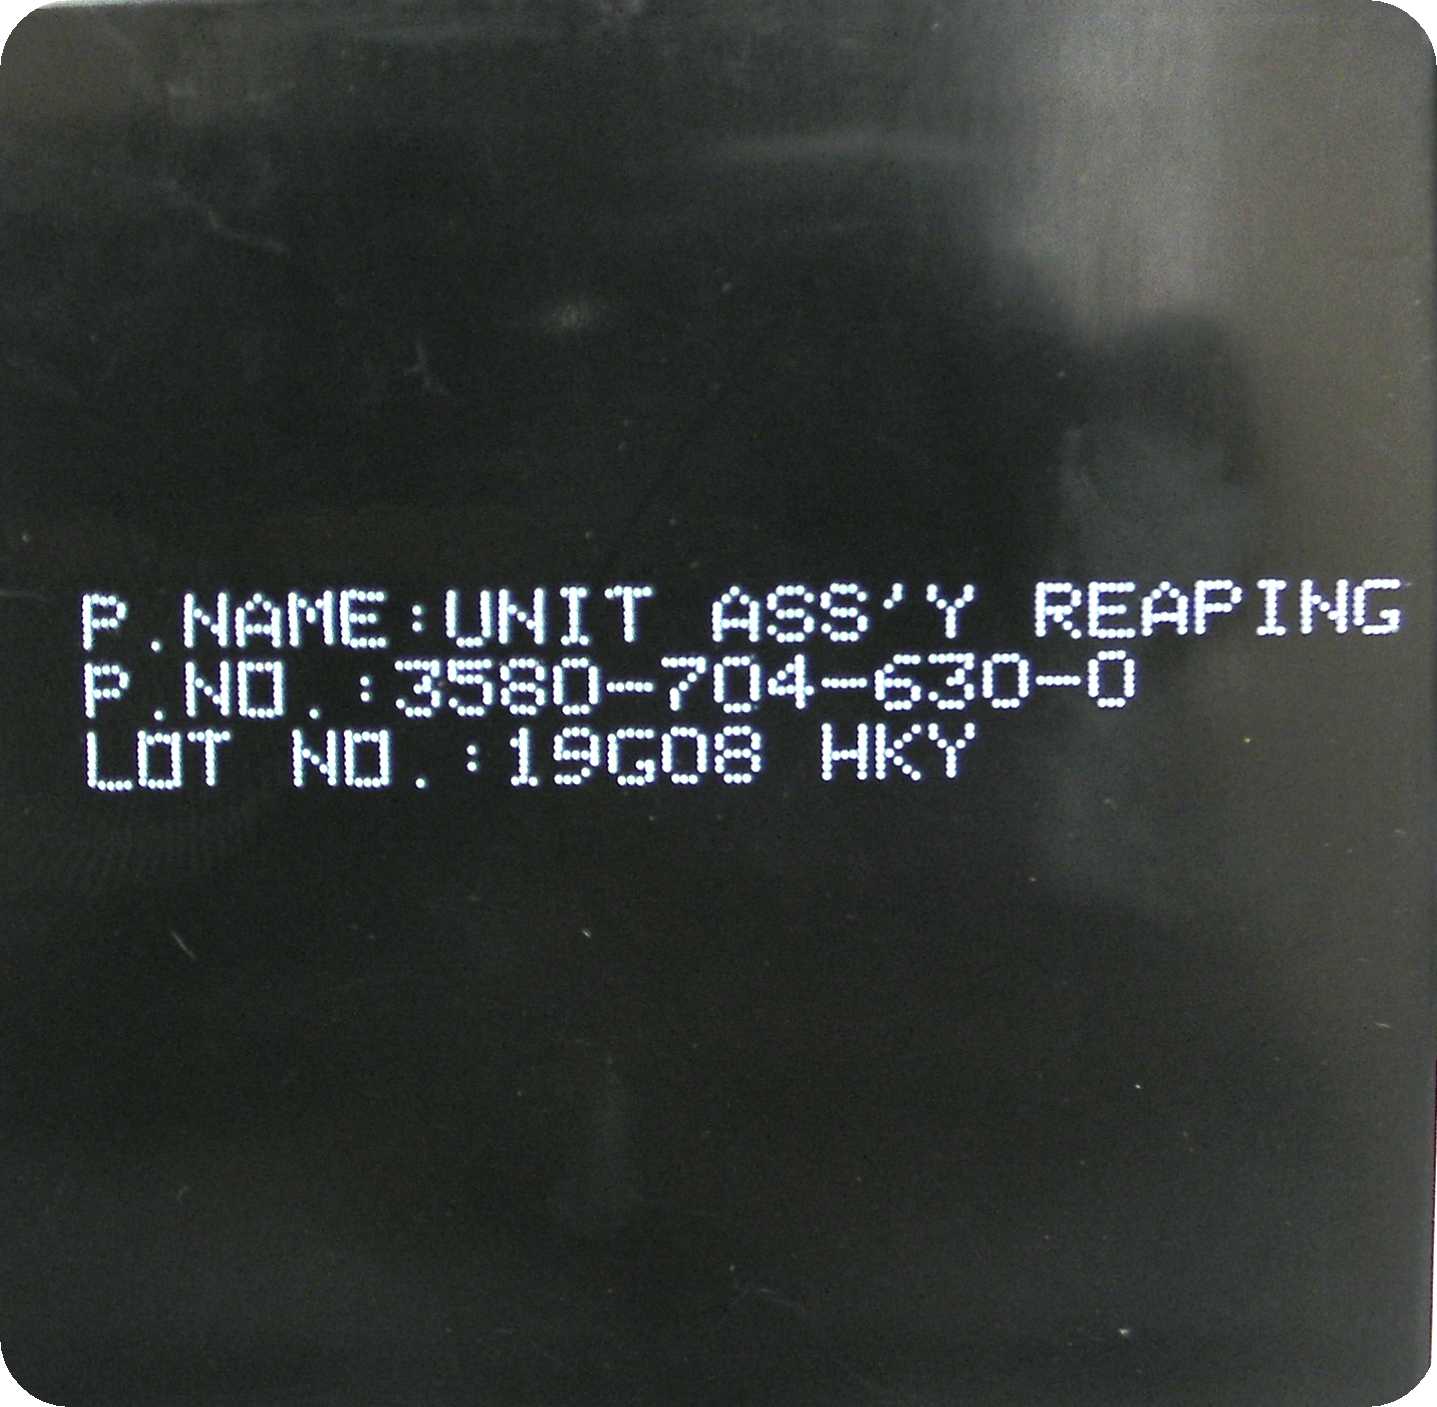 P.NAME:UNIT ASS'Y REAPING
P.NO.:3580-704-630-0
LOT NO.:19G08 HKY